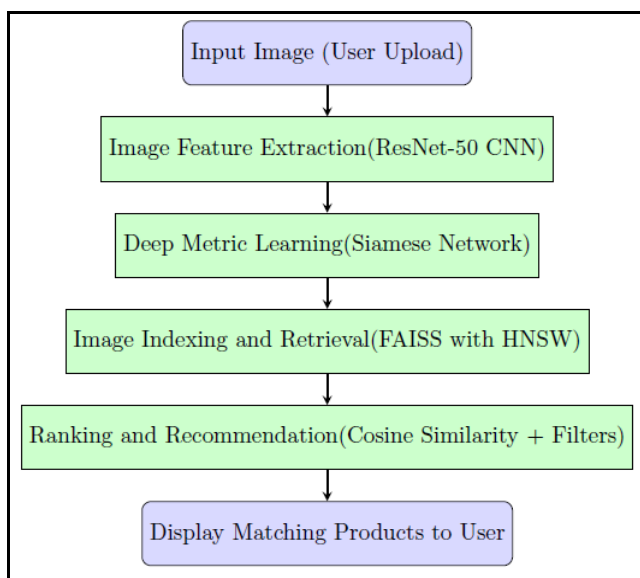 Input Image (User Upload)
Image Feature Extraction(ResNet-50 CNN)
Deep Metric Learning(Siamese Network)
Image Indexing and Retrieval(FAISS with HNSW)
Ranking and Recommendation(Cosine Similarity + Filters)
Display Matching Products to User